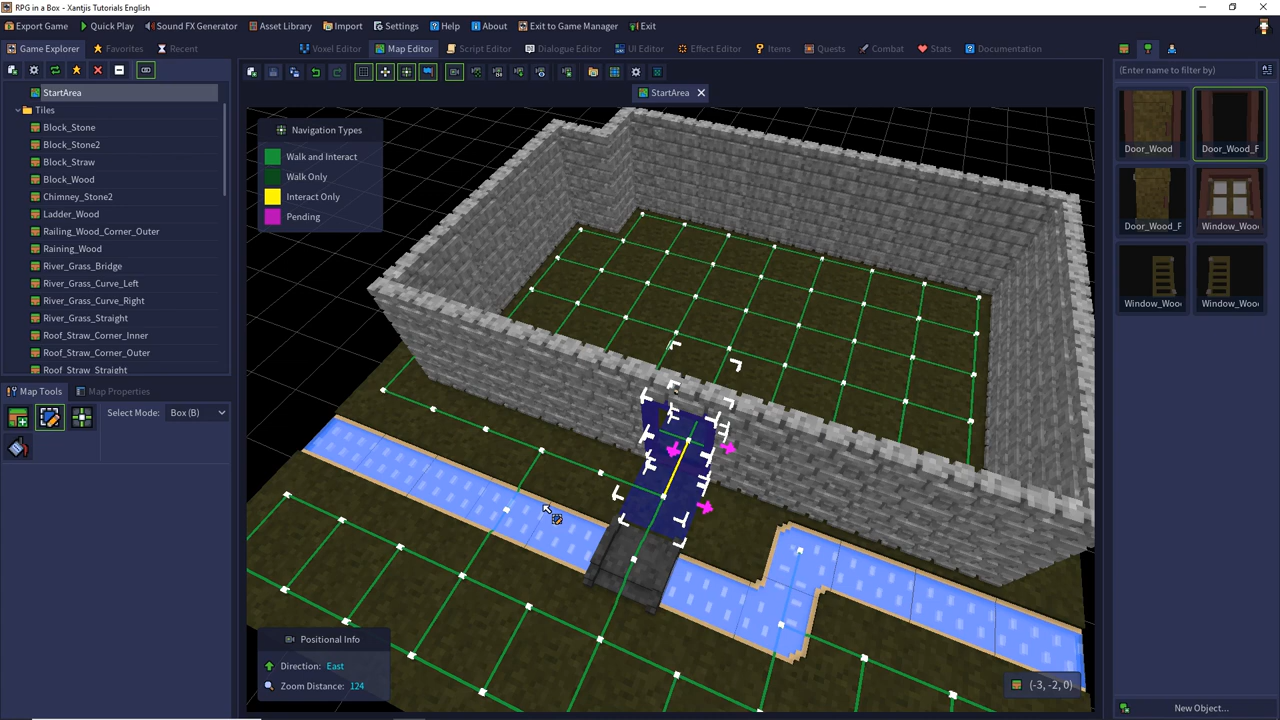 RPG in a Box - Xantjis Tutorials English
Export Game
Quick Play
Sound FX Generator
Asset Library
Import
Settings
Help
About
Exit to Game Manager
Exit
Game Explorer
Favorites
Recent
Voxel Editor
Map Editor
Script Editor
Dialogue Editor
UI Editor
Effect Editor
Items
Quests
Combat
Stats
Documentation
StartArea
Tiles
Block_Stone
Block_Stone2
Block_Straw
Block_Wood
Chimney_Stone2
Ladder_Wood
Railing_Wood_Corner_Outer
Raining_Wood
River_Grass_Bridge
River_Grass_Curve_Left
River_Grass_Curve_Right
River_Grass_Straight
Roof_Straw_Corner_Inner
Roof_Straw_Corner_Outer
Roof_Straw_Straight
Map Tools
Map Properties
Select Mode:
Box (B)
StartArea
Navigation Types
Walk and Interact
Walk Only
Interact Only
Pending
Positional Info
Direction: East
Zoom Distance: 124
(-3, -2, 0)
(Enter name to filter by)
Door_Wood
Door_Wood_F
Door_Wood_F
Window_Woo
Window_Woo
Window_Woo
New Object...